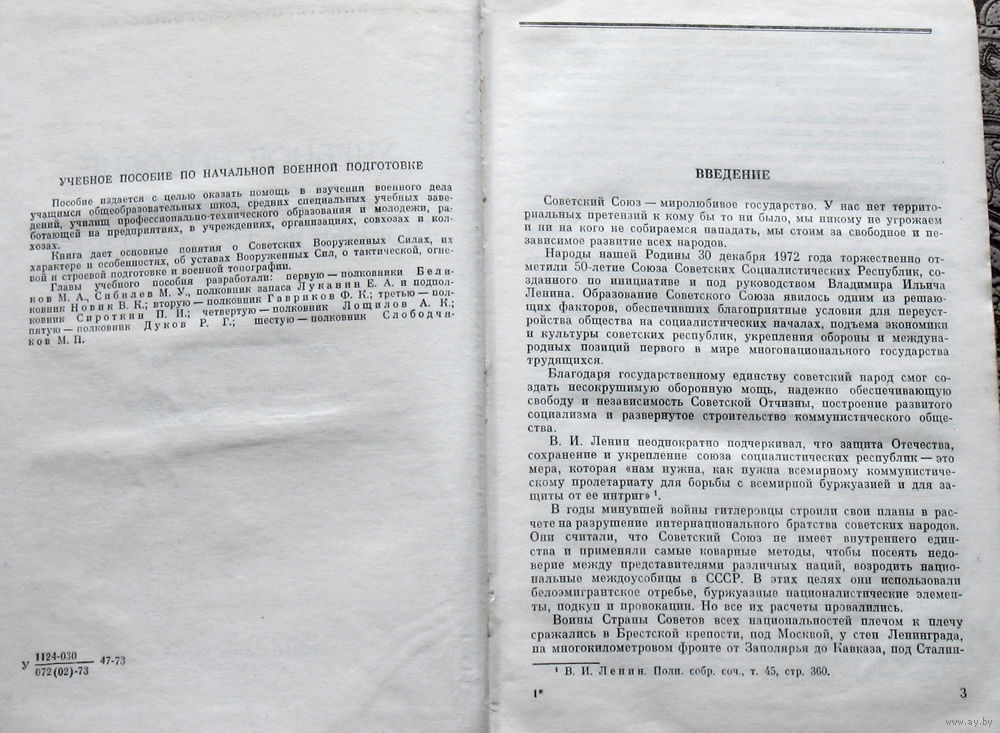 УЧЕБНОЕ ПОСОБИЕ ПО НАЧАЛЬНОЙ ВОЕННОЙ ПОДГОТОВКЕ
Пособие издается с целью оказать помощь в изучении военного дела
учащимся общеобразовательных школ, средних специальных учебных заве-
дений, училищ профессионально-технического образования и молодежи, ра-
ботающей на предприятиях, в учреждениях, организациях, совхозах и кол-
хозах.
Книга дает основные понятия о Советских Вооруженных Силах, их
характере и особенностях, об уставах Вооруженных Сил, о тактической, огне-
вой и строевой подготовке и военной топографии.
Главы учебного пособия разработали: первую — полковники Бели-
ков М. А., Сибилев М. У., полковник запаса Луканин Е. А. и подпол-
ковник Новик В. К.; вторую — полковник Гавриков Ф. К.; третью — пол-
ковник Сироткин П. И.; четвертую — полковник Лощилов А. К.;
пятую — полковник Дуков Р. Г.; шестую — полковник Слободчи-
ков М. П.
У 1124-030 47-73
072(02)-73
ВВЕДЕНИЕ
Советский Союз — миролюбивое государство. У нас нет террито-
риальных претензий к кому бы то ни было, мы никому не угрожаем
и ни на кого не собираемся нападать, мы стоим за свободное и не-
зависимое развитие всех народов.
Народы нашей Родины 30 декабря 1972 года торжественно от-
метили 50-летие Союза Советских Социалистических Республик, со-
зданного по инициативе и под руководством Владимира Ильича
Ленина. Образование Советского Союза явилось одним из решаю-
щих факторов, обеспечивших благоприятные условия для переуст-
ройства общества на социалистических началах, подъема экономики
и культуры советских республик, укрепления обороны и междуна-
родных позиций первого в мире многонационального государства
трудящихся.
Благодаря государственному единству советский народ смог со-
здать несокрушимую оборонную мощь, надежно обеспечивающую
свободу и независимость Советской Отчизны, построение развитого
социализма и развернутое строительство коммунистического обще-
ства.
В. И. Ленин неоднократно подчеркивал, что защита Отечества,
сохранение и укрепление союза социалистических республик — это
мера, которая «нам нужна, как нужна всемирному коммунистиче-
скому пролетариату для борьбы с всемирной буржуазией и для за-
щиты от ее интриг» ¹.
В годы минувшей войны гитлеровцы строили свои планы в рас-
чете на разрушение интернационального братства советских народов.
Они считали, что Советский Союз не имеет внутреннего един-
ства и применяли самые коварные методы, чтобы посеять недо-
верие между представителями различных наций, возродить нацио-
нальные междоусобицы в СССР. В этих целях они использовали
белоэмигрантское отребье, буржуазные националистические элемен-
ты, подкуп и провокации. Но все их расчеты провалились.
Воины Страны Советов всех национальностей плечом к плечу
сражались в Брестской крепости, под Москвой, у стен Ленинграда,
на многокилометровом фронте от Заполярья до Кавказа, под Сталин-
¹ В. И. Ленин. Полн. собр. соч., т. 45, стр. 360.
1*
3
www.ay.by